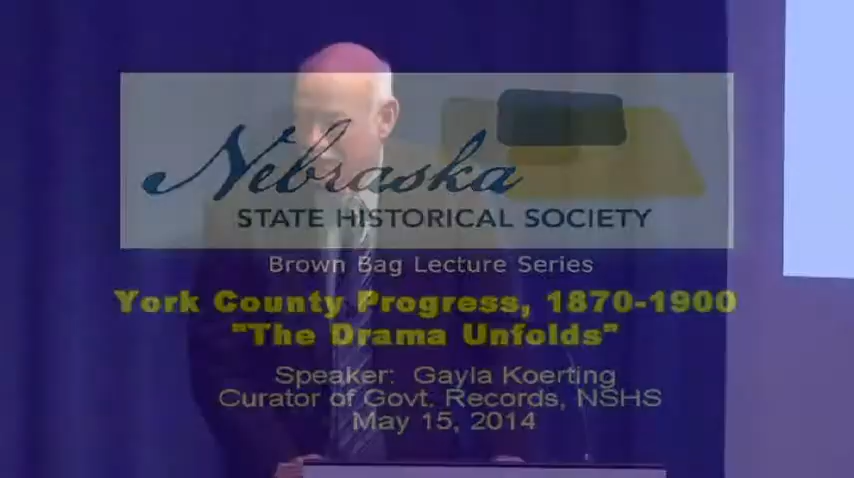 Nebraska
STATE HISTORICAL SOCIETY
Brown Bag Lecture Series
York County Progress, 1870-1900
"The Drama Unfolds"
Speaker: Gayla Koerting
Curator of Govt. Records, NSHS
May 15, 2014